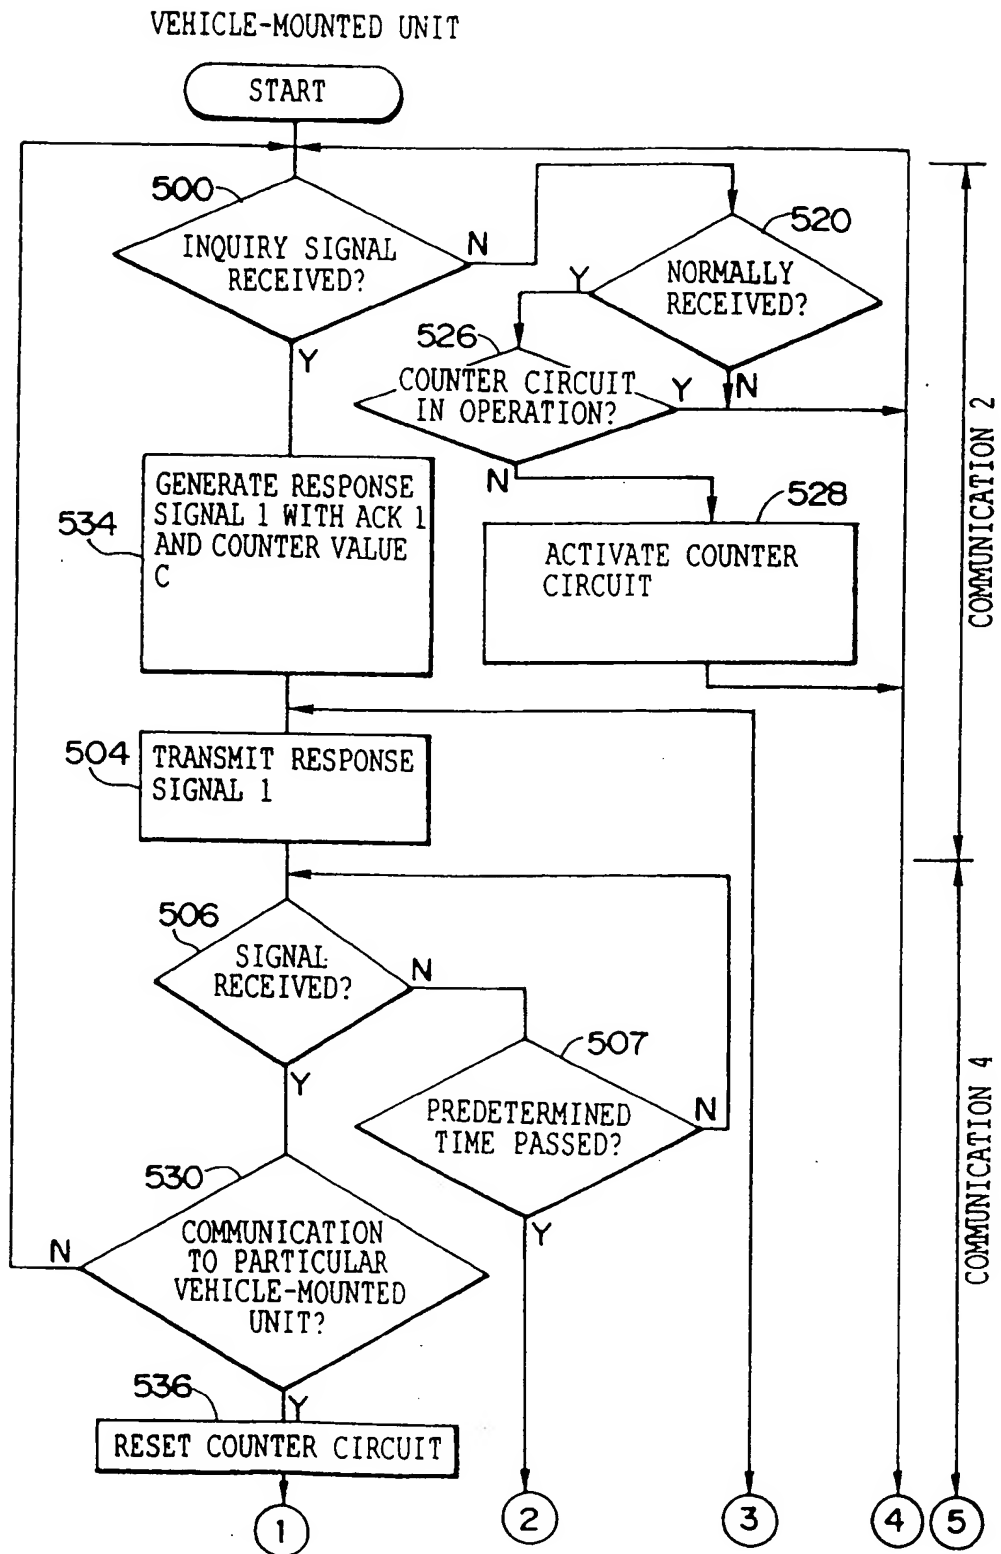 VEHICLE-MOUNTED UNIT
START
500
INQUIRY SIGNAL
RECEIVED?
N
Y
520
NORMALLY
RECEIVED?
Y
N
526
COUNTER CIRCUIT
IN OPERATION?
Y
N
534
GENERATE RESPONSE
SIGNAL 1 WITH ACK 1
AND COUNTER VALUE
C
528
ACTIVATE COUNTER
CIRCUIT
COMMUNICATION 2
504
TRANSMIT RESPONSE
SIGNAL 1
506
SIGNAL
RECEIVED?
N
Y
507
PREDETERMINED
TIME PASSED?
N
Y
530
COMMUNICATION
TO PARTICULAR
VEHICLE-MOUNTED
UNIT?
N
Y
COMMUNICATION 4
536
RESET COUNTER CIRCUIT
1
2
3
4
5